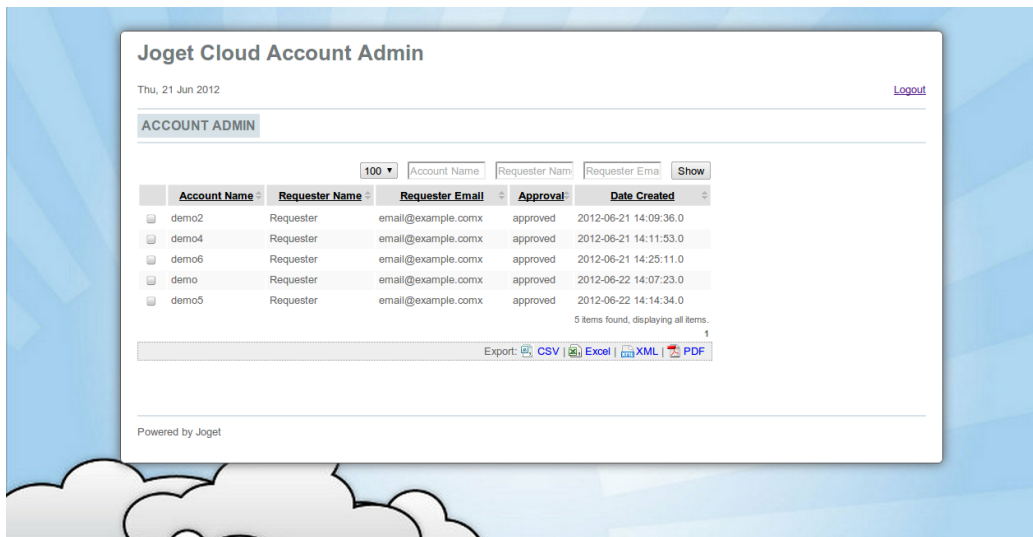 Joget Cloud Account Admin
Thu, 21 Jun 2012 Logout
ACCOUNT ADMIN
100 Account Name Requester Nam Requester Ema Show
Account Name Requester Name Requester Email Approval Date Created
demo2 Requester email@example.comx approved 2012-06-21 14:09:36.0
demo4 Requester email@example.comx approved 2012-06-21 14:11:53.0
demo6 Requester email@example.comx approved 2012-06-21 14:25:11.0
demo Requester email@example.comx approved 2012-06-22 14:07:23.0
demo5 Requester email@example.comx approved 2012-06-22 14:14:34.0
5 items found, displaying all items.
1
Export: CSV | Excel | XML | PDF
Powered by Joget